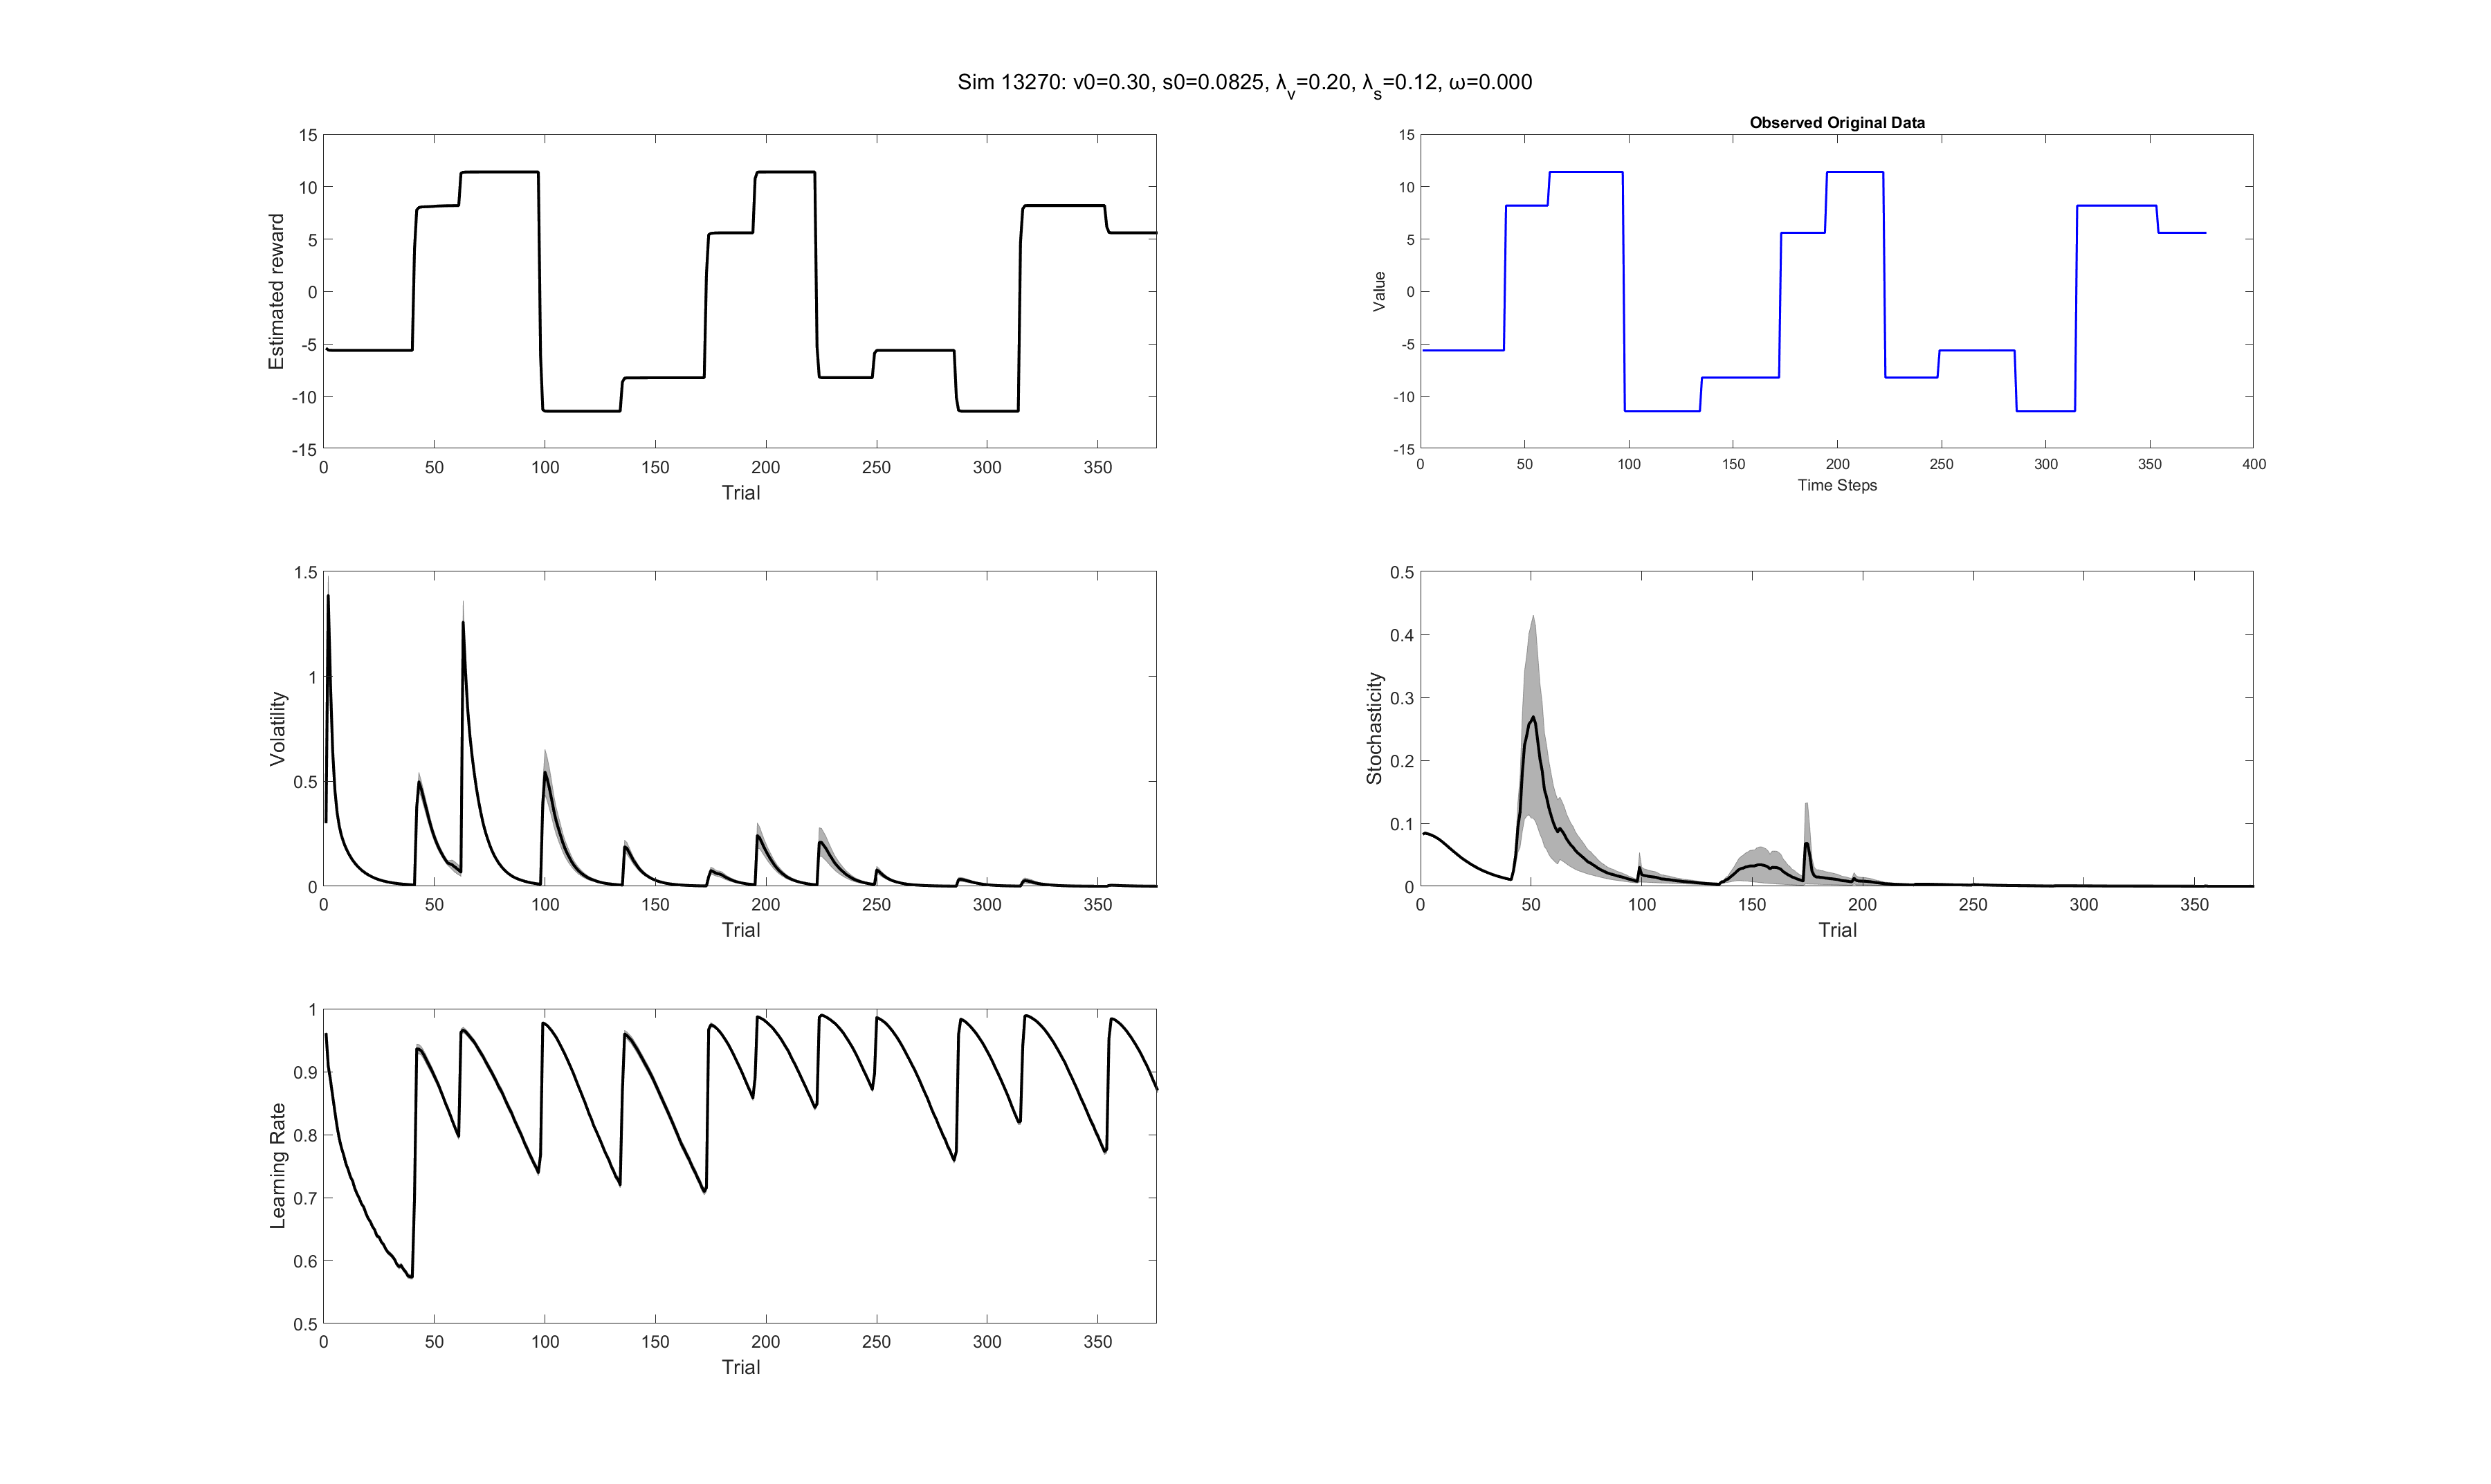 Sim 13270: v0=0.30, s0=0.0825, λv=0.20, λs=0.12, ω=0.000
15
10
5
0
-5
-10
-15
Estimated reward
0 50 100 150 200 250 300 350
Trial
Observed Original Data
15
10
5
0
-5
-10
-15
Value
0 50 100 150 200 250 300 350 400
Time Steps
1.5
1
0.5
0
Volatility
0 50 100 150 200 250 300 350
Trial
0.5
0.4
0.3
0.2
0.1
0
Stochasticity
0 50 100 150 200 250 300 350
Trial
1
0.9
0.8
0.7
0.6
0.5
Learning Rate
0 50 100 150 200 250 300 350
Trial